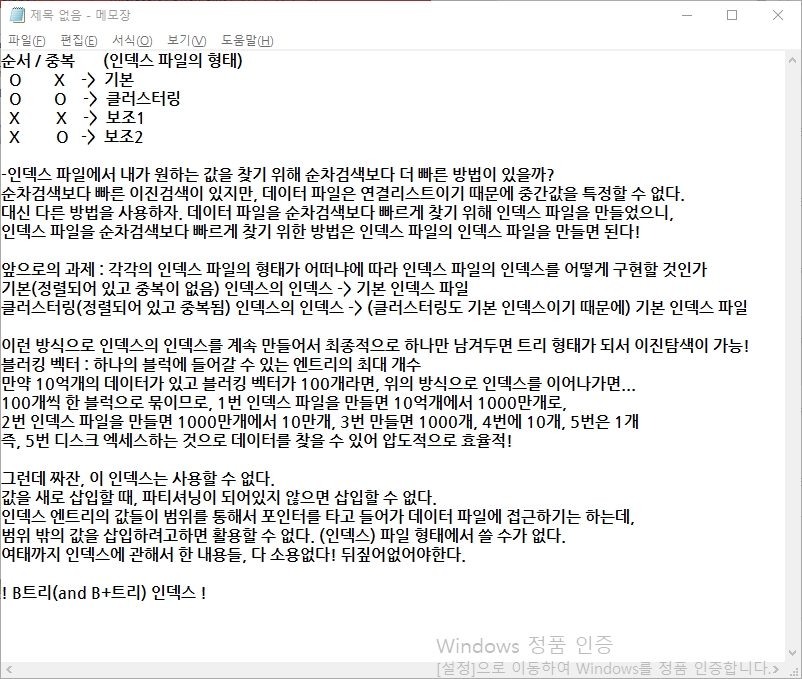 제목 없음 - 메모장
파일(F) 편집(E) 서식(O) 보기(V) 도움말(H)
순서 / 중복 (인덱스 파일의 형태)
O X -> 기본
O O -> 클러스터링
X X -> 보조1
X O -> 보조2
-인덱스 파일에서 내가 원하는 값을 찾기 위해 순차검색보다 더 빠른 방법이 있을까?
순차검색보다 빠른 이진검색이 있지만, 데이터 파일은 연결리스트이기 때문에 중간값을 특정할 수 없다.
대신 다른 방법을 사용하자. 데이터 파일을 순차검색보다 빠르게 찾기 위해 인덱스 파일을 만들었으니,
인덱스 파일을 순차검색보다 빠르게 찾기 위한 방법은 인덱스 파일의 인덱스 파일을 만들면 된다!
앞으로의 과제 : 각각의 인덱스 파일의 형태가 어떠냐에 따라 인덱스 파일의 인덱스를 어떻게 구현할 것인가
기본(정렬되어 있고 중복이 없음) 인덱스의 인덱스 -> 기본 인덱스 파일
클러스터링(정렬되어 있고 중복됨) 인덱스의 인덱스 -> (클러스터링도 기본 인덱스이기 때문에) 기본 인덱스 파일
이런 방식으로 인덱스의 인덱스를 계속 만들어서 최종적으로 하나만 남겨두면 트리 형태가 되서 이진탐색이 가능!
블러킹 벡터 : 하나의 블럭에 들어갈 수 있는 엔트리의 최대 개수
만약 10억개의 데이터가 있고 블러킹 벡터가 100개라면, 위의 방식으로 인덱스를 이어나가면...
100개씩 한 블럭으로 묶이므로, 1번 인덱스 파일을 만들면 10억개에서 1000만개로,
2번 인덱스 파일을 만들면 1000만개에서 10만개, 3번 만들면 1000개, 4번에 10개, 5번은 1개
즉, 5번 디스크 엑세스하는 것으로 데이터를 찾을 수 있어 압도적으로 효율적!
그런데 짜잔, 이 인덱스는 사용할 수 없다.
값을 새로 삽입할 때, 파티셔닝이 되어있지 않으면 삽입할 수 없다.
인덱스 엔트리의 값들이 범위를 통해서 포인터를 타고 들어가 데이터 파일에 접근하기는 하는데,
범위 밖의 값을 삽입하려고하면 활용할 수 없다. (인덱스) 파일 형태에서 쓸 수가 없다.
여태까지 인덱스에 관해서 한 내용들, 다 소용없다! 뒤짚어없어야한다.
! B트리(and B+트리) 인덱스 !
Windows 정품 인증
[설정]으로 이동하여 Windows를 정품 인증합니다.